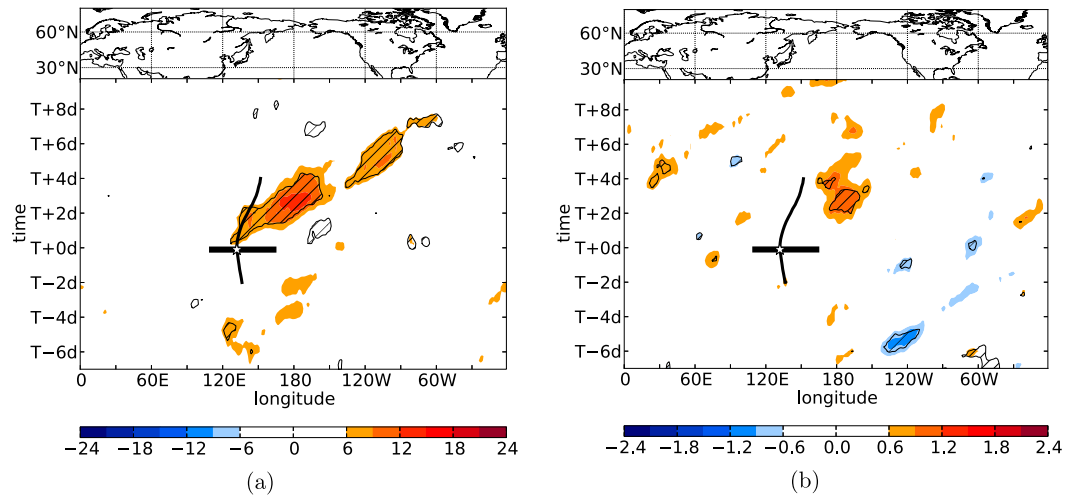 60°N
30°N
T+8d
T+6d
T+4d
T+2d
T+0d
T−2d
T−4d
T−6d
time
0 60E 120E 180 120W 60W
longitude
−24 −18 −12 −6 0 6 12 18 24
(a)
60°N
30°N
T+8d
T+6d
T+4d
T+2d
T+0d
T−2d
T−4d
T−6d
time
0 60E 120E 180 120W 60W
longitude
−2.4 −1.8 −1.2 −0.6 0.0 0.6 1.2 1.8 2.4
(b)